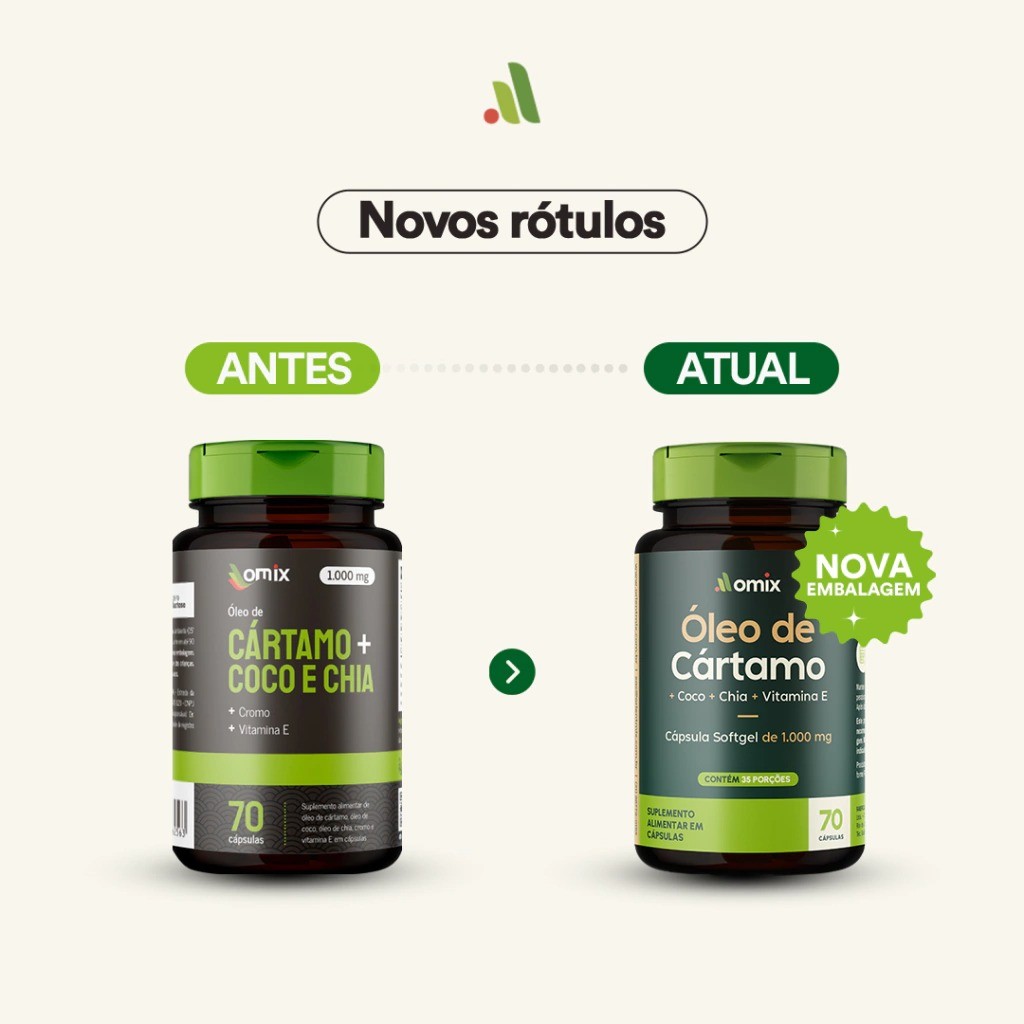 Novos rótulos
ANTES
ATUAL
omix
1.000 mg
Óleo de
CÁRTAMO +
COCO E CHIA
+ Cromo
+ Vitamina E
70
cápsulas
Suplemento alimentar de
óleo de cártamo, óleo de
coco, óleo de chia, cromo e
vitamina E em cápsulas
omix
Óleo de
Cártamo
+ Coco + Chia + Vitamina E
Cápsula Softgel de 1.000 mg
CONTÉM 35 PORÇÕES
SUPLEMENTO
ALIMENTAR EM
CÁPSULAS
70
CÁPSULAS
NOVA
EMBALAGEM